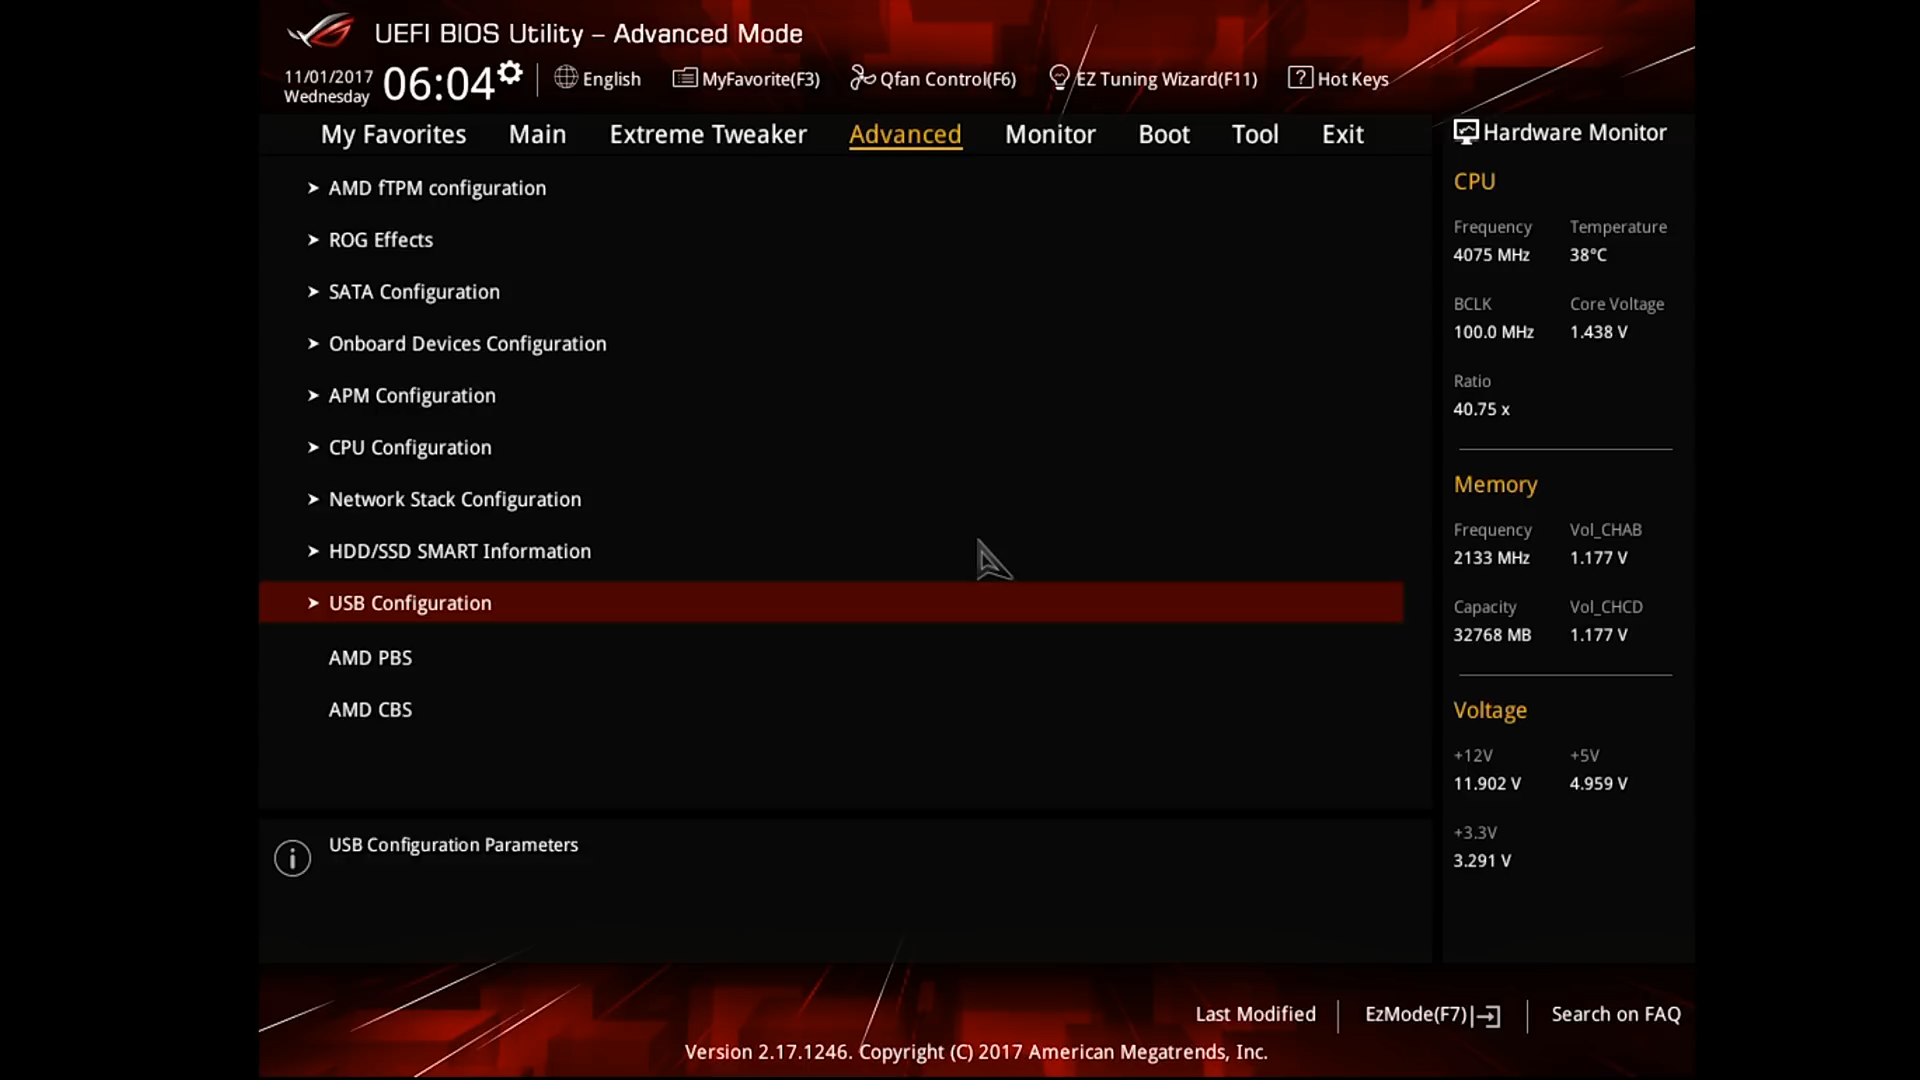 UEFI BIOS Utility – Advanced Mode
11/01/2017
Wednesday
06:04
English
MyFavorite(F3)
Qfan Control(F6)
EZ Tuning Wizard(F11)
? Hot Keys
My Favorites
Main
Extreme Tweaker
Advanced
Monitor
Boot
Tool
Exit
AMD fTPM configuration
ROG Effects
SATA Configuration
Onboard Devices Configuration
APM Configuration
CPU Configuration
Network Stack Configuration
HDD/SSD SMART Information
USB Configuration
AMD PBS
AMD CBS
i USB Configuration Parameters
Hardware Monitor
CPU
Frequency Temperature
4075 MHz 38°C
BCLK Core Voltage
100.0 MHz 1.438 V
Ratio
40.75 x
Memory
Frequency Vol_CHAB
2133 MHz 1.177 V
Capacity Vol_CHCD
32768 MB 1.177 V
Voltage
+12V +5V
11.902 V 4.959 V
+3.3V
3.291 V
Last Modified
EzMode(F7)
Search on FAQ
Version 2.17.1246. Copyright (C) 2017 American Megatrends, Inc.